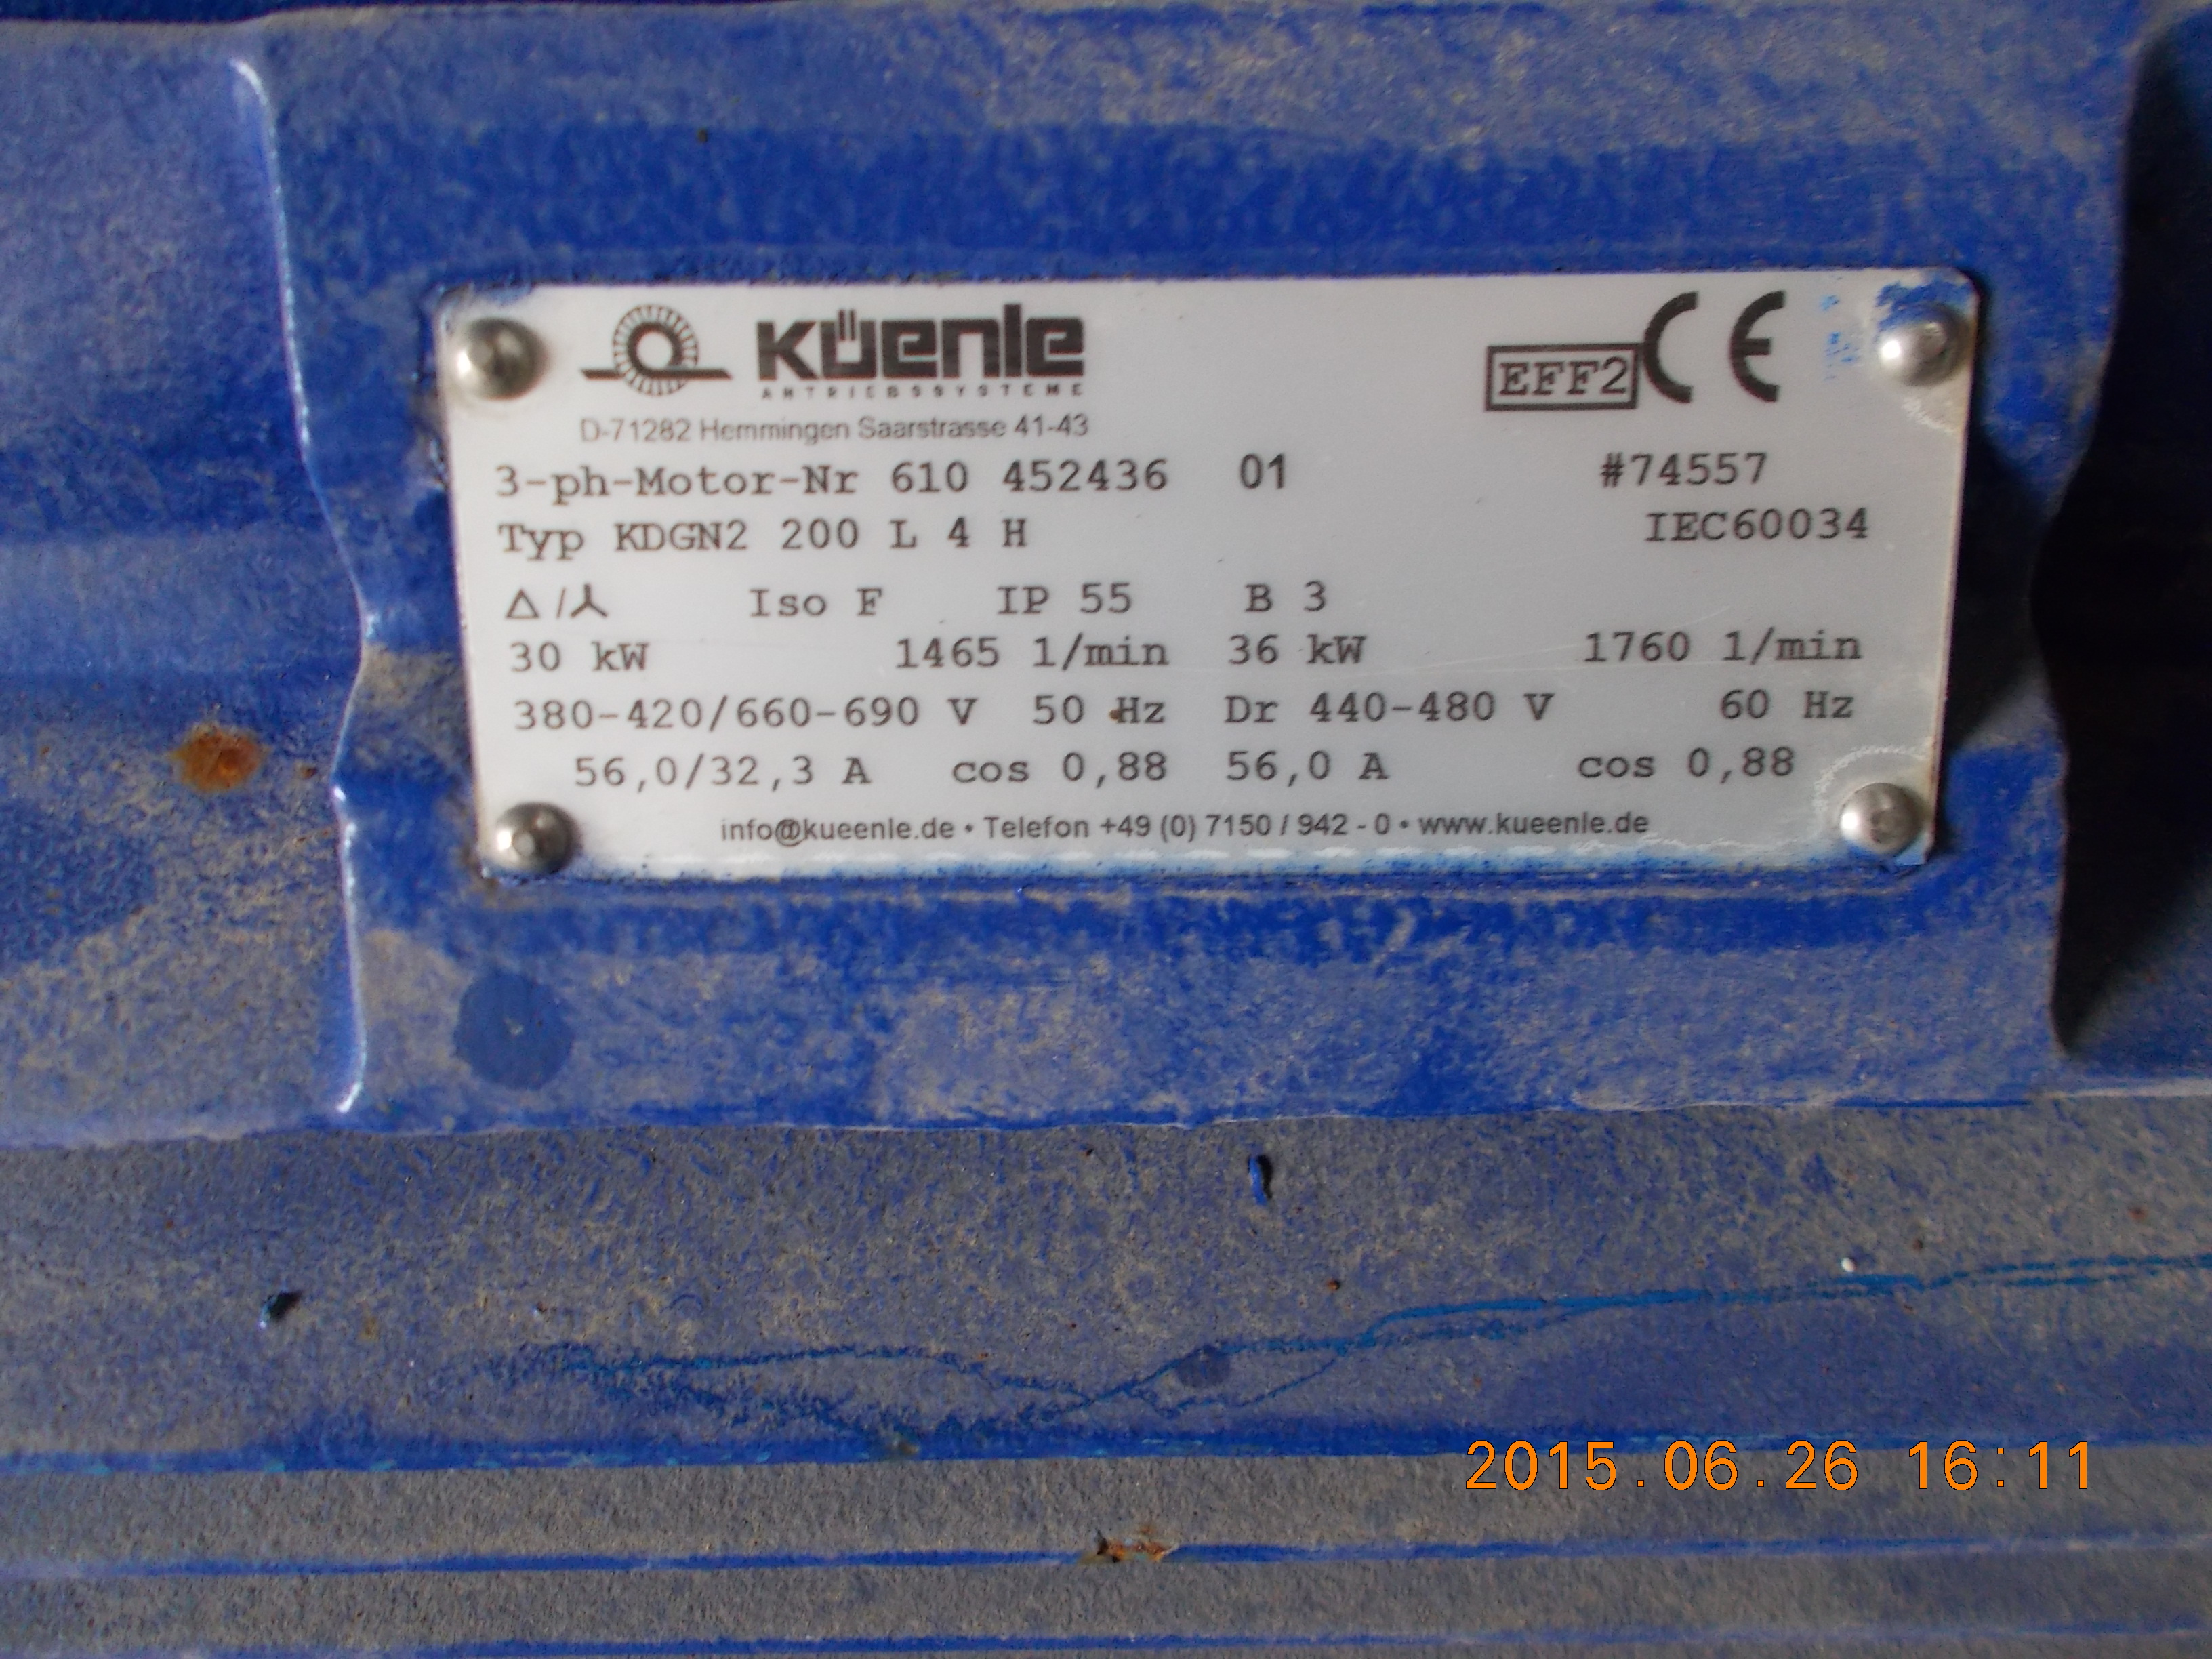 KÜENLE
ANTRIEBSSYSTEME
EFF2 CE
D-71282 Hemmingen Saarstrasse 41-43
3-ph-Motor-Nr 610 452436 01 #74557
Typ KDGN2 200 L 4 H IEC60034
Δ/⅄ Iso F IP 55 B 3
30 kW 1465 1/min 36 kW 1760 1/min
380-420/660-690 V 50 Hz Dr 440-480 V 60 Hz
56,0/32,3 A cos 0,88 56,0 A cos 0,88
info@kueenle.de • Telefon +49 (0) 7150 / 942 - 0 • www.kueenle.de
2015.06.26 16:11